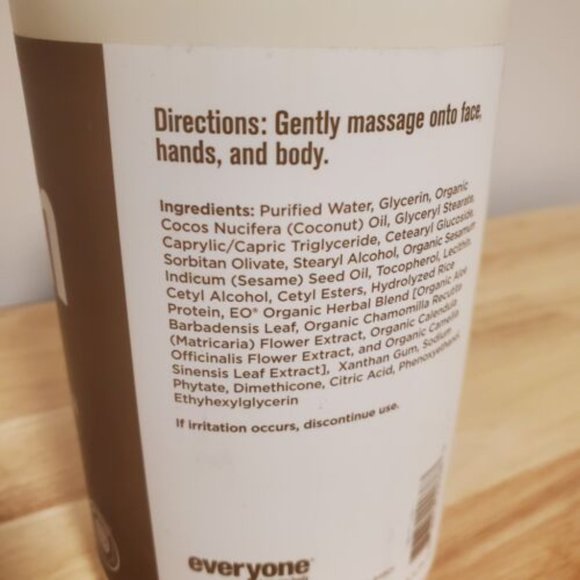 Directions: Gently massage onto face,
hands, and body.
Ingredients: Purified Water, Glycerin, Organic
Cocos Nucifera (Coconut) Oil, Glyceryl Stearate,
Caprylic/Capric Triglyceride, Cetearyl Glucoside,
Sorbitan Olivate, Stearyl Alcohol, Organic Sesamum
Indicum (Sesame) Seed Oil, Tocopherol, Lecithin,
Cetyl Alcohol, Cetyl Esters, Hydrolyzed Rice
Protein, EO® Organic Herbal Blend [Organic Aloe
Barbadensis Leaf, Organic Chamomilla Recutita
(Matricaria) Flower Extract, Organic Calendula
Officinalis Flower Extract, and Organic Camellia
Sinensis Leaf Extract], Xanthan Gum, Sodium
Phytate, Dimethicone, Citric Acid, Phenoxyethanol,
Ethyhexylglycerin
If irritation occurs, discontinue use.
everyone